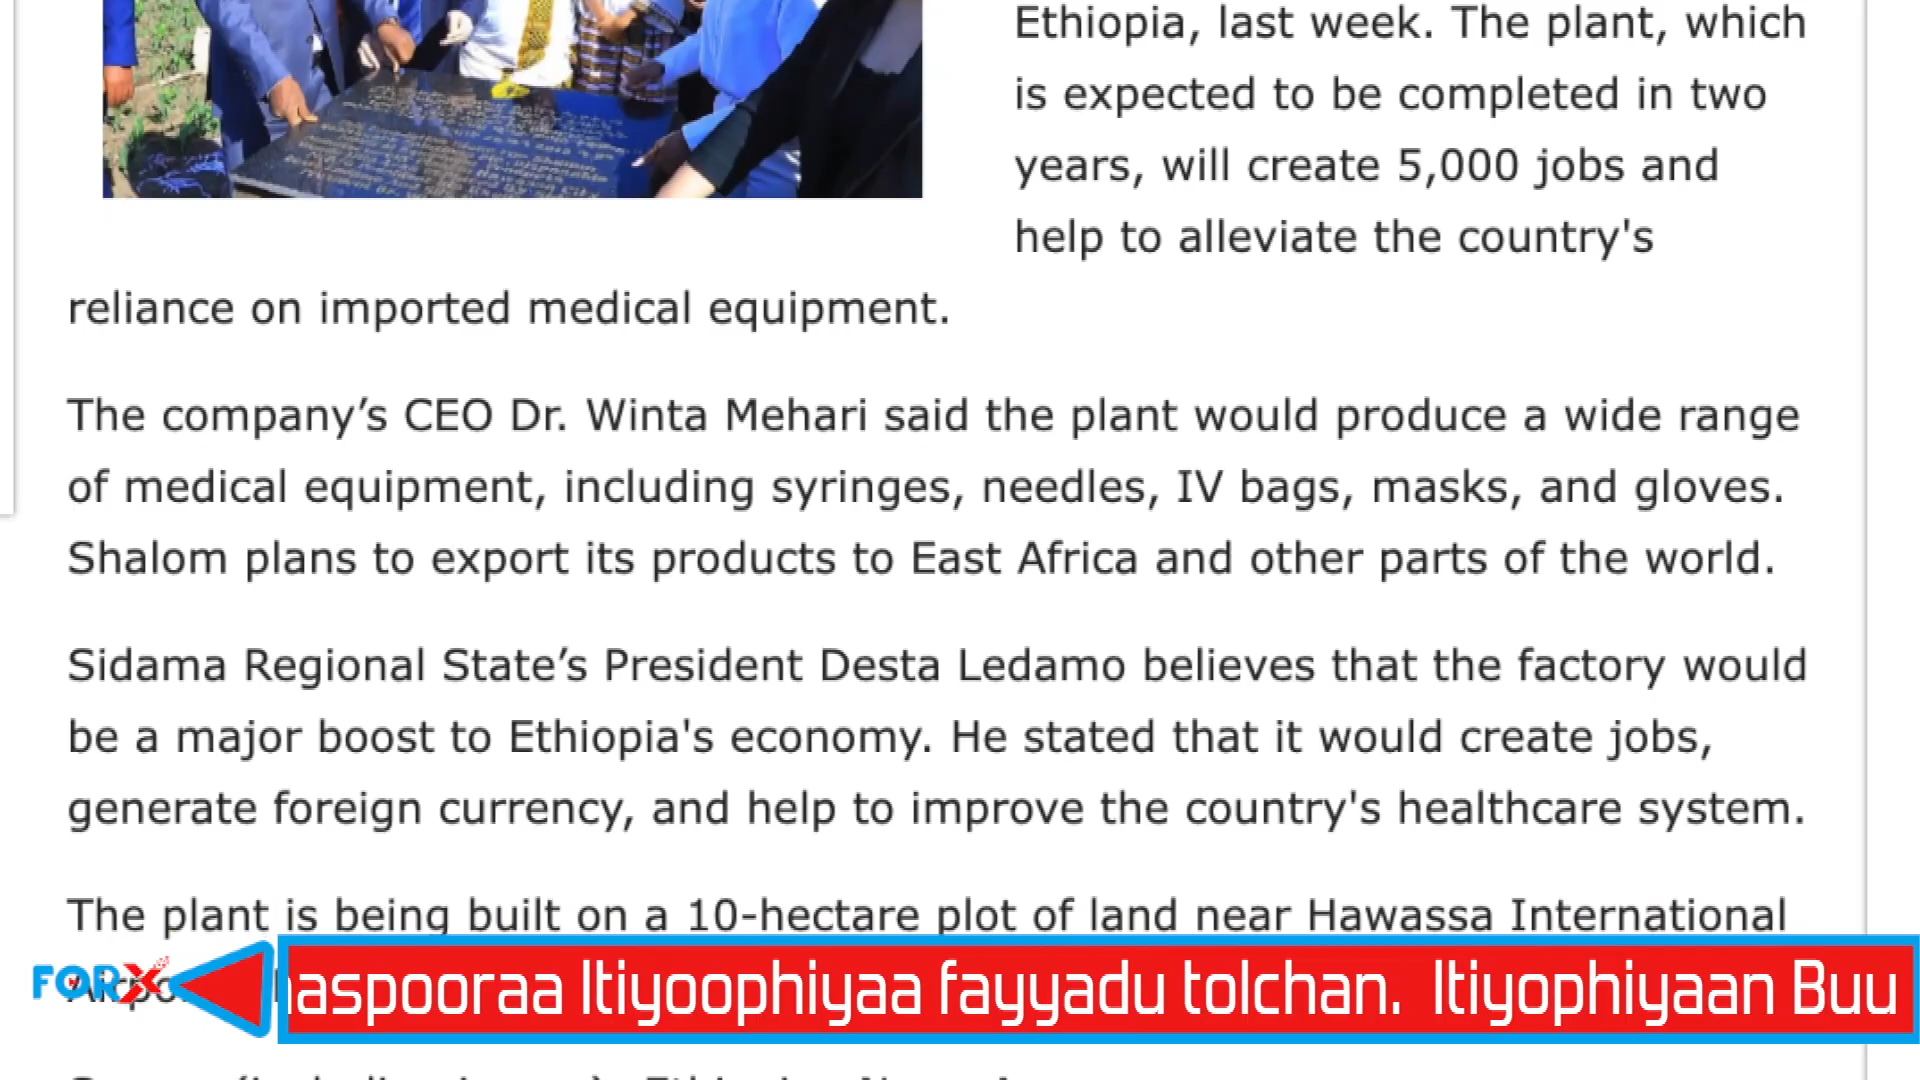 Ethiopia, last week. The plant, which
is expected to be completed in two
years, will create 5,000 jobs and
help to alleviate the country's
reliance on imported medical equipment.
The company’s CEO Dr. Winta Mehari said the plant would produce a wide range
of medical equipment, including syringes, needles, IV bags, masks, and gloves.
Shalom plans to export its products to East Africa and other parts of the world.
Sidama Regional State’s President Desta Ledamo believes that the factory would
be a major boost to Ethiopia's economy. He stated that it would create jobs,
generate foreign currency, and help to improve the country's healthcare system.
The plant is being built on a 10-hectare plot of land near Hawassa International
FORX
aspooraa Itiyoophiyaa fayyadu tolchan. Itiyophiyaan Buu